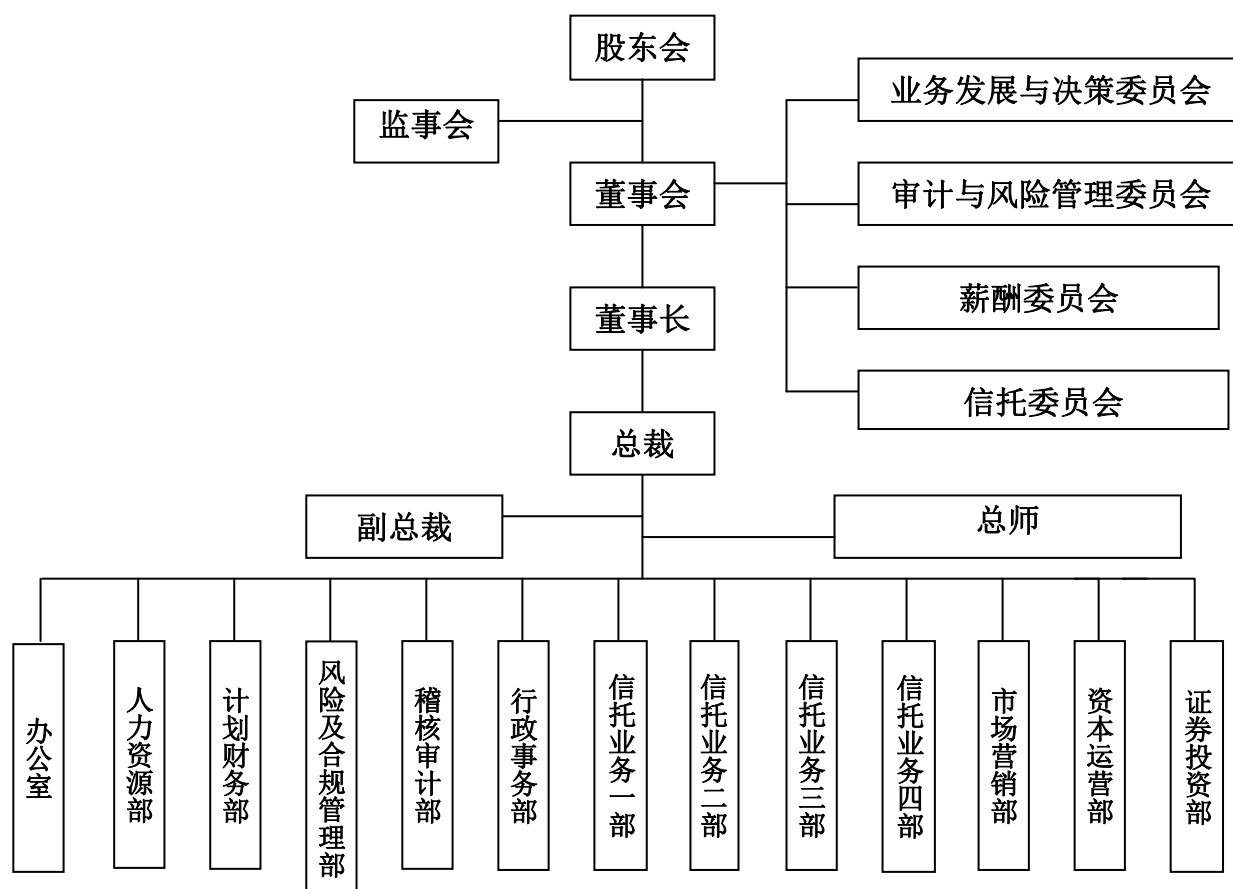 股东会
业务发展与决策委员会
监事会
董事会
审计与风险管理委员会
薪酬委员会
董事长
信托委员会
总裁
副总裁
总师
办公室
人力资源部
计划财务部
风险及合规管理部
稽核审计部
行政事务部
信托业务一部
信托业务二部
信托业务三部
信托业务四部
市场营销部
资本运营部
证券投资部